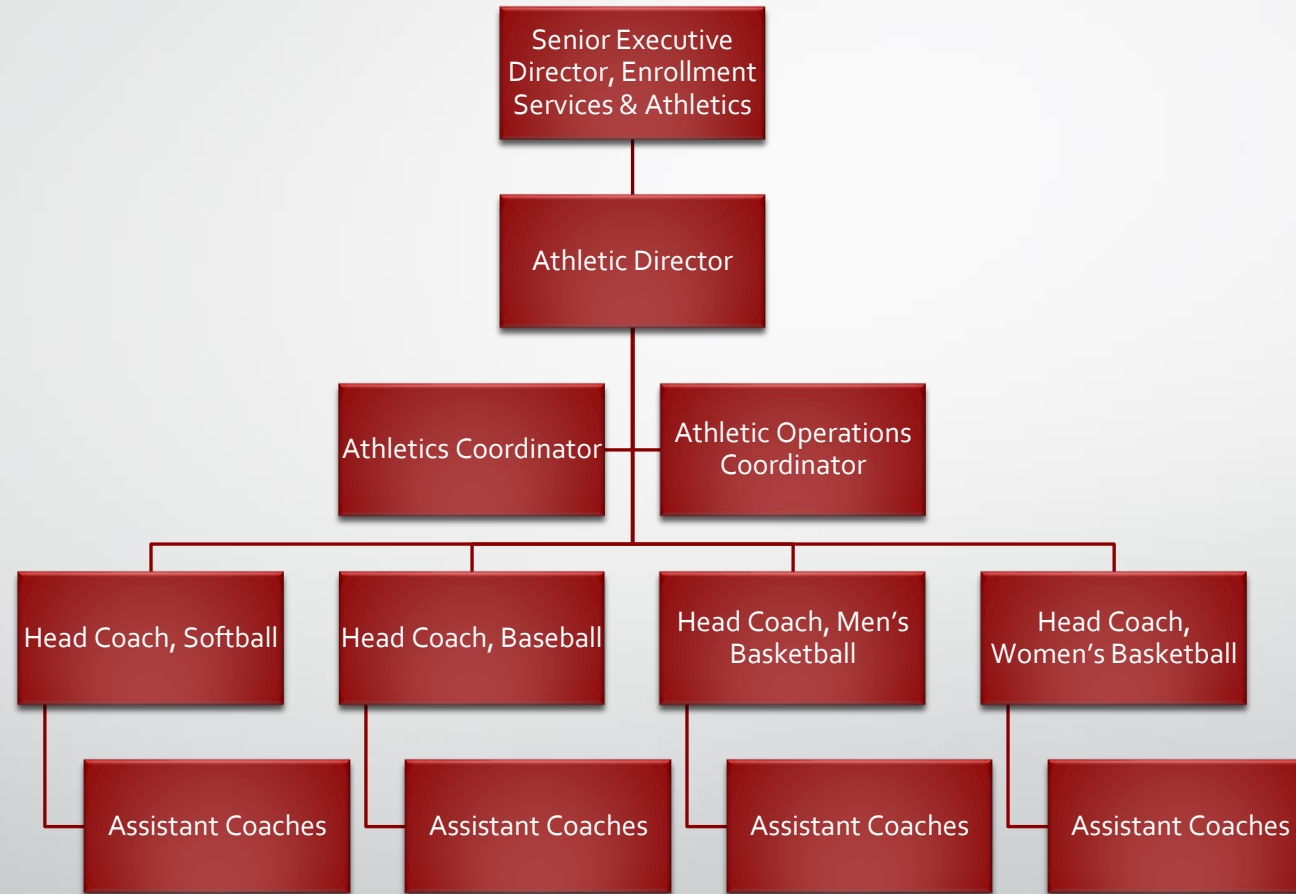 Senior Executive
Director, Enrollment
Services & Athletics
Athletic Director
Athletics Coordinator
Athletic Operations
Coordinator
Head Coach, Softball
Head Coach, Baseball
Head Coach, Men’s
Basketball
Head Coach,
Women’s Basketball
Assistant Coaches
Assistant Coaches
Assistant Coaches
Assistant Coaches